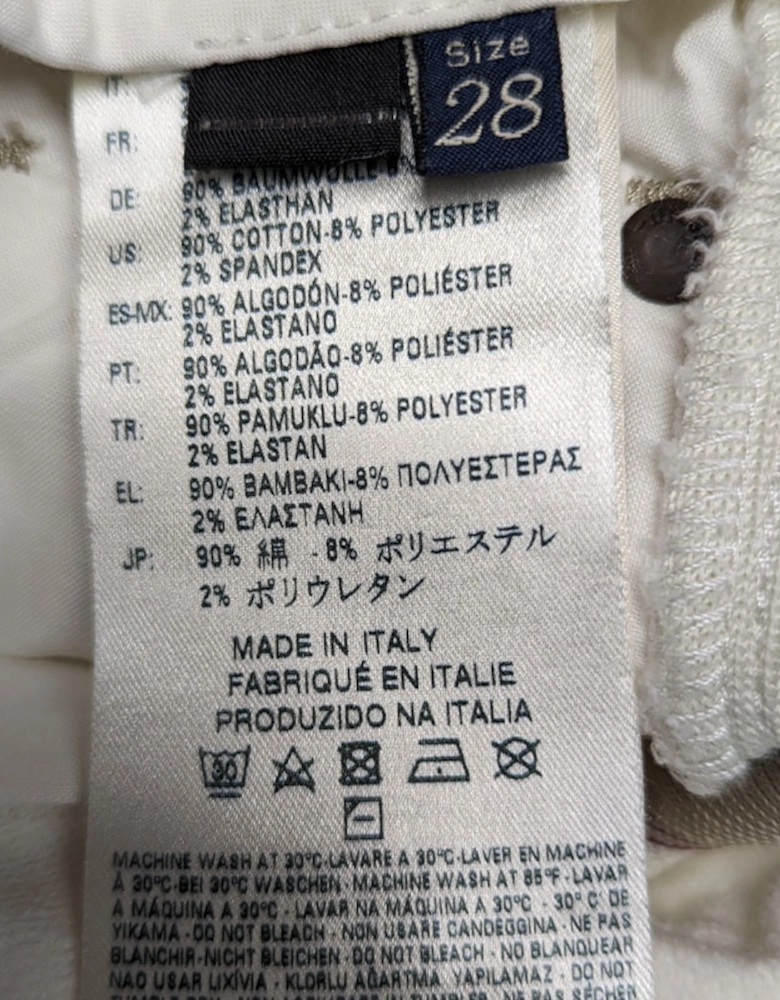 Size
28
IT:
FR:
DE: 90% BAUMWOLLE 8%
2% ELASTHAN
US: 90% COTTON-8% POLYESTER
2% SPANDEX
ES-MX: 90% ALGODÓN-8% POLIÉSTER
2% ELASTANO
PT: 90% ALGODÃO-8% POLIÉSTER
2% ELASTANO
TR: 90% PAMUKLU-8% POLYESTER
2% ELASTAN
EL: 90% BAMBAKI-8% ΠΟΛΥΕΣΤΕΡΑΣ
2% ΕΛΑΣΤΑΝΗ
JP: 90% 綿 - 8% ポリエステル
2% ポリウレタン
MADE IN ITALY
FABRIQUÉ EN ITALIE
PRODUZIDO NA ITALIA
30
MACHINE WASH AT 30°C-LAVARE A 30°C-LAVER EN MACHINE
À 30°C-BEI 30°C WASCHEN-MACHINE WASH AT 85°F-LAVAR
A MÁQUINA A 30°C - LAVAR NA MÁQUINA A 30°C - 30° C' DE
YIKAMA - DO NOT BLEACH - NON USARE CANDEGGINA - NE PAS
BLANCHIR-NICHT BLEICHEN-DO NOT BLEACH - NO BLANQUEAR
NAO USAR LIXÍVIA - KLORLU AĞARTMA YAPILAMAZ - DO NOT